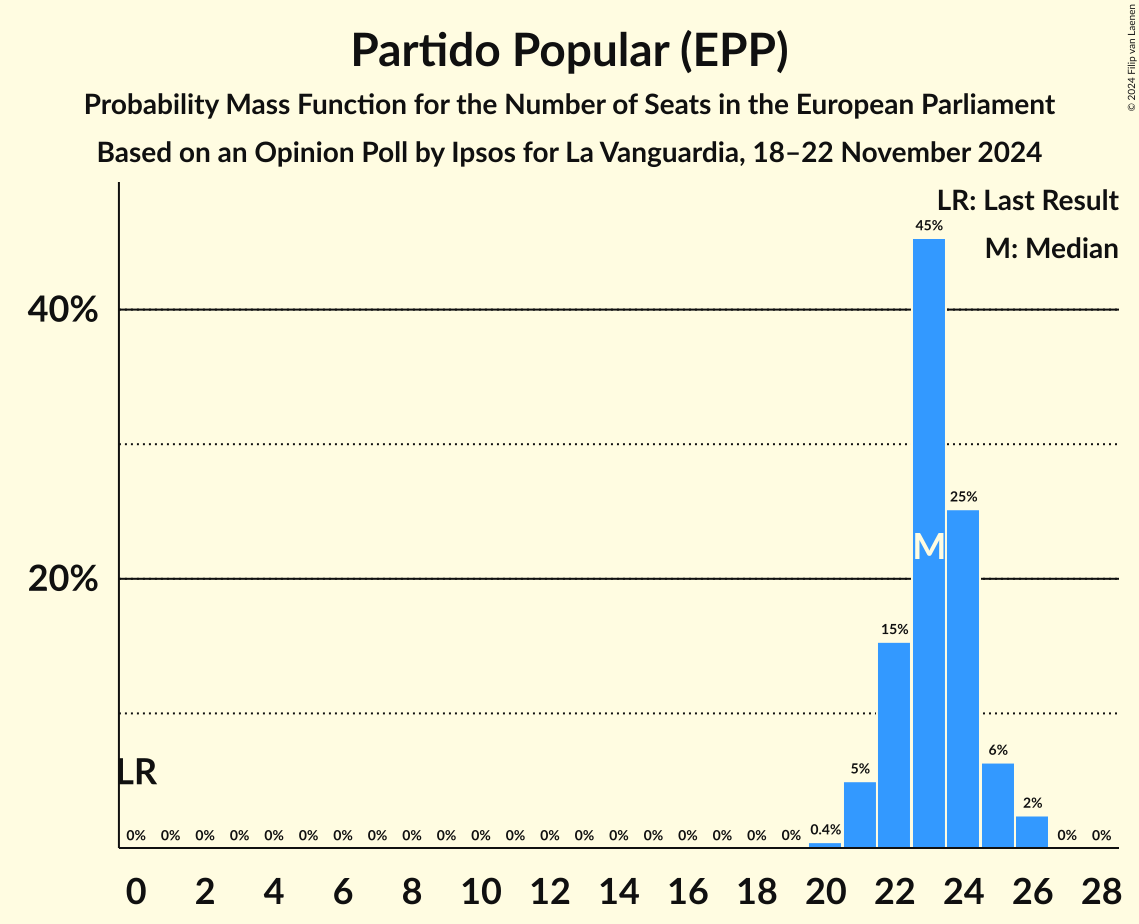 Partido Popular (EPP)
Probability Mass Function for the Number of Seats in the European Parliament
Based on an Opinion Poll by Ipsos for La Vanguardia, 18–22 November 2024
© 2024 Filip van Laenen
LR: Last Result
M: Median
45%
40%
25%
M
20%
15%
6%
5%
LR
2%
0% 0% 0% 0% 0% 0% 0% 0% 0% 0% 0% 0% 0% 0% 0% 0% 0% 0% 0% 0% 0.4% 0% 0%
0 2 4 6 8 10 12 14 16 18 20 22 24 26 28